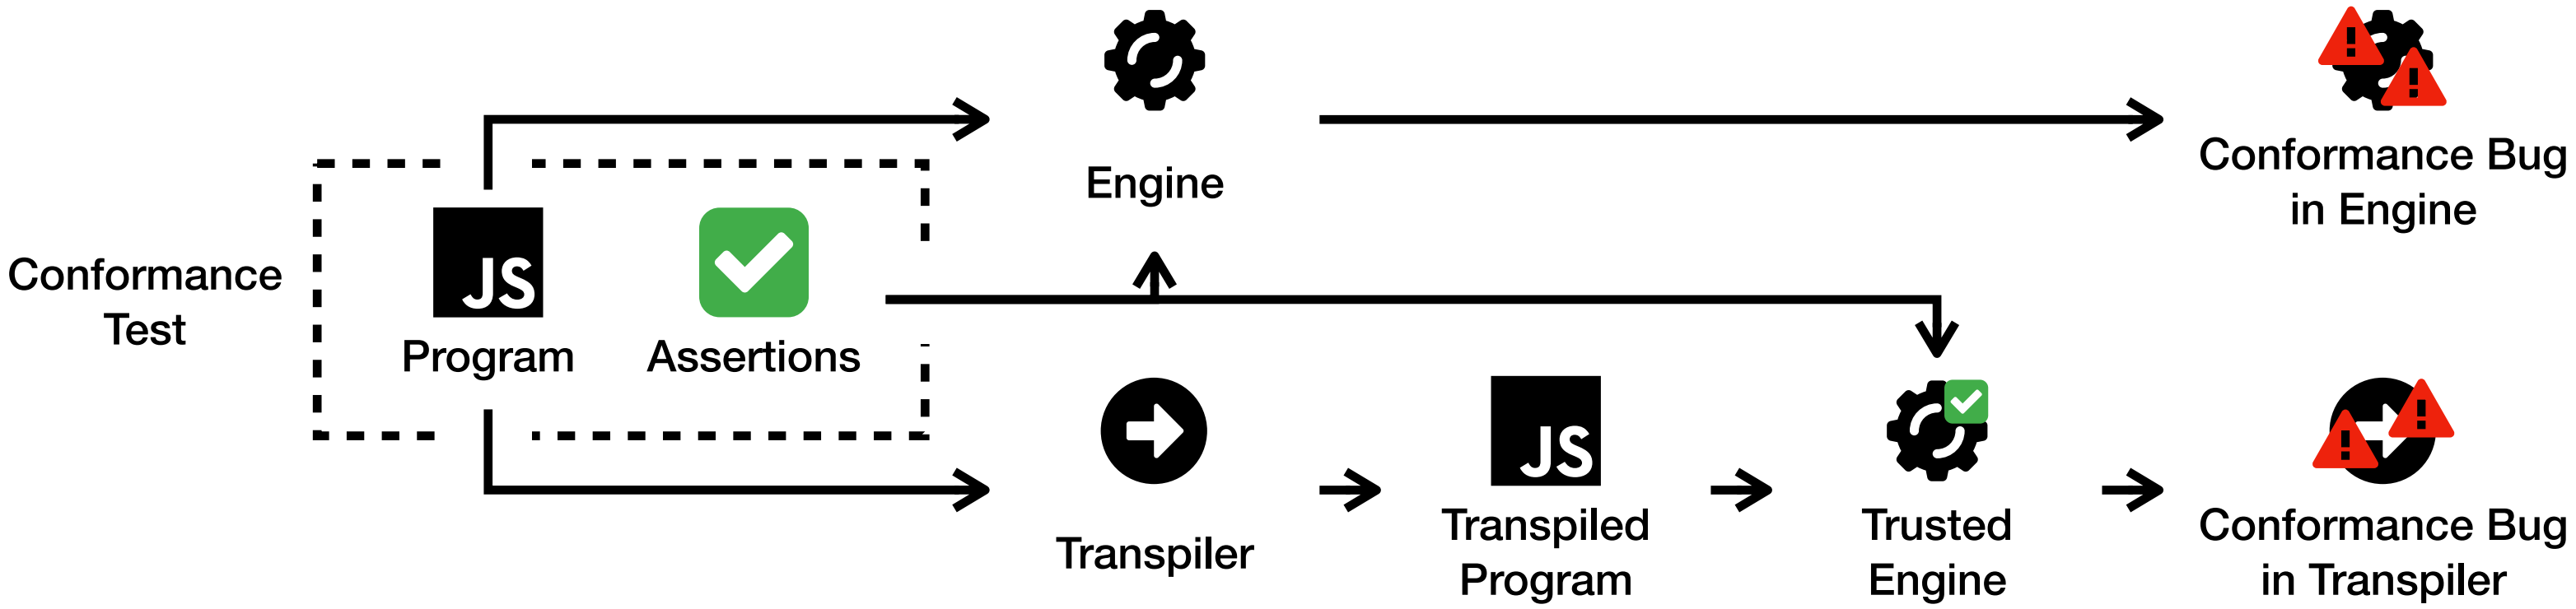 Conformance
Test
JS
Program
Assertions
Engine
Conformance Bug
in Engine
Transpiler
JS
Transpiled
Program
Trusted
Engine
Conformance Bug
in Transpiler